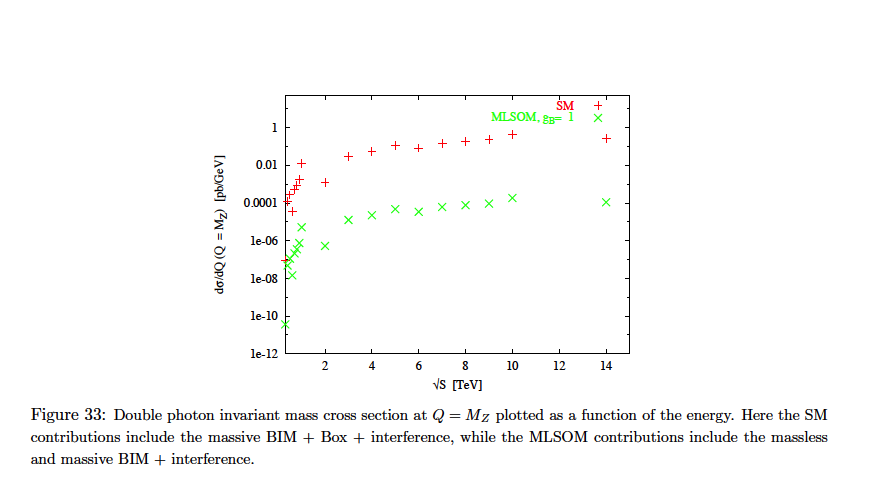 SM
MLSOM, g_B= 1
1
0.01
0.0001
1e-06
1e-08
1e-10
1e-12
dσ/dQ (Q = M_Z) [pb/GeV]
2 4 6 8 10 12 14
√S [TeV]
Figure 33: Double photon invariant mass cross section at Q = M_Z plotted as a function of the energy. Here the SM
contributions include the massive BIM + Box + interference, while the MLSOM contributions include the massless
and massive BIM + interference.